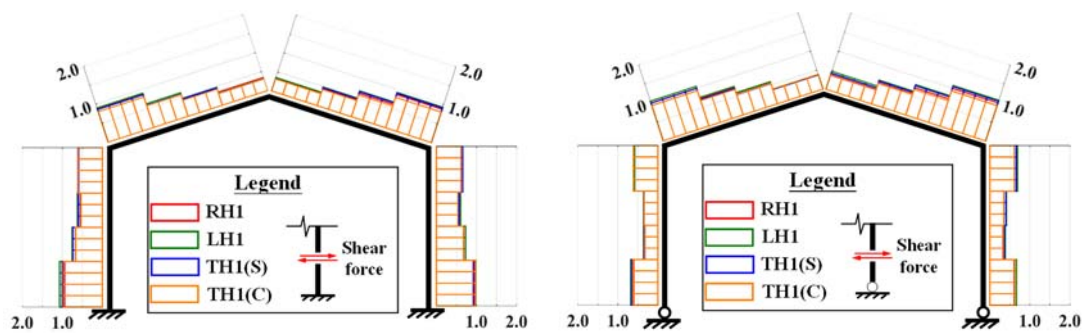 2.0
1.0
2.0
1.0
Legend
RH1
LH1
TH1(S)
TH1(C)
Shear
force
2.0 1.0
1.0 2.0
2.0
1.0
2.0
1.0
Legend
RH1
LH1
TH1(S)
TH1(C)
Shear
force
2.0 1.0
1.0 2.0